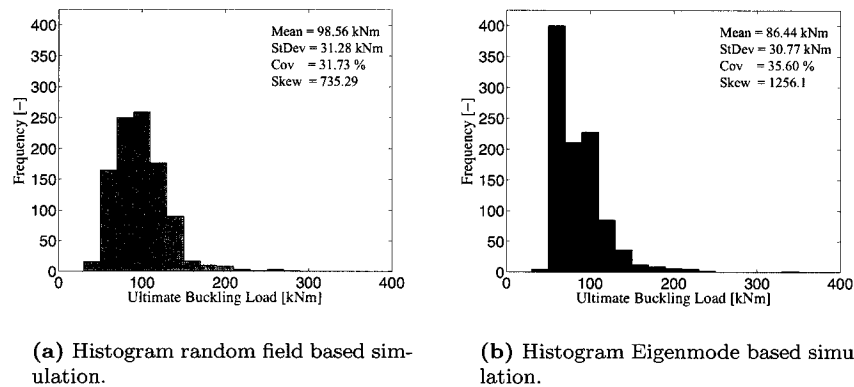 400
350
300
250
200
150
100
50
0
Frequency [–]
Mean = 98.56 kNm
StDev = 31.28 kNm
Cov = 31.73 %
Skew = 735.29
0 100 200 300 400
Ultimate Buckling Load [kNm]
(a) Histogram random field based sim-
ulation.
400
350
300
250
200
150
100
50
0
Frequency [–]
Mean = 86.44 kNm
StDev = 30.77 kNm
Cov = 35.60 %
Skew = 1256.1
0 100 200 300 400
Ultimate Buckling Load [kNm]
(b) Histogram Eigenmode based simu
lation.